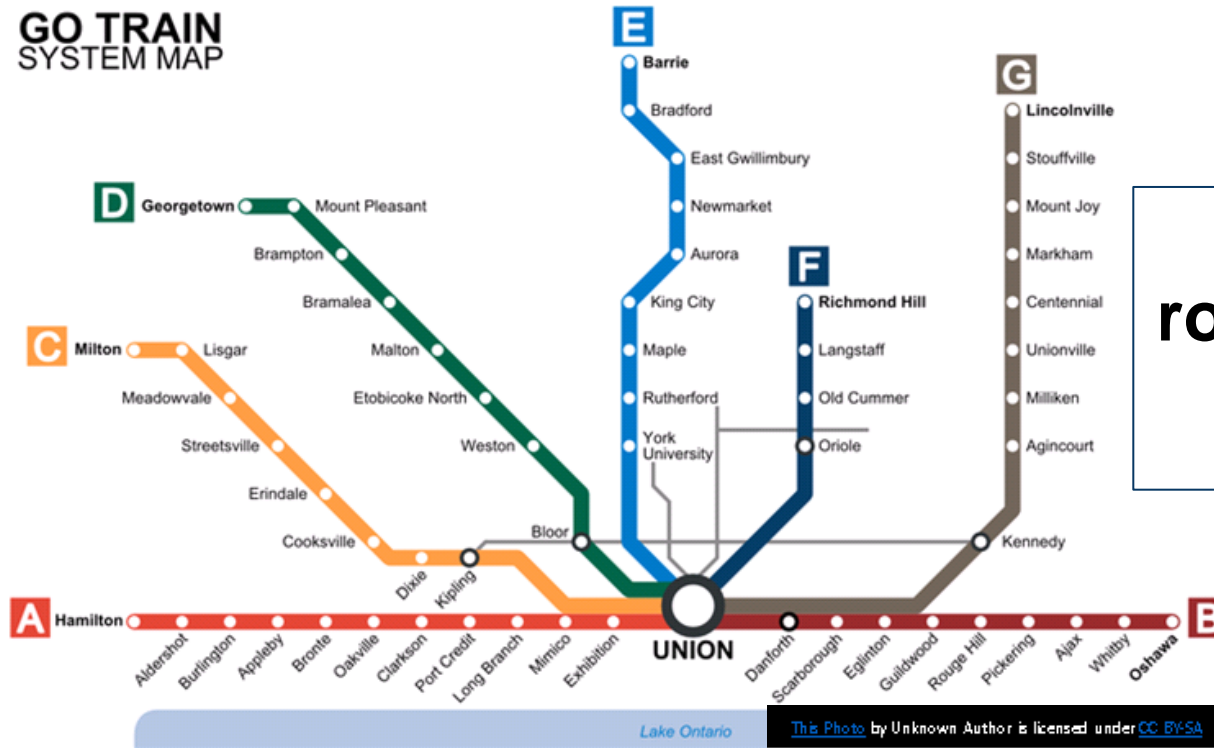 GO TRAIN
SYSTEM MAP
E
Barrie
Bradford
East Gwillimbury
Newmarket
Aurora
King City
Maple
Rutherford
York
University
G
Lincolnville
Stouffville
Mount Joy
Markham
Centennial
Unionville
Milliken
Agincourt
Kennedy
D
Georgetown
Mount Pleasant
Brampton
Bramalea
Malton
Etobicoke North
Weston
Bloor
F
Richmond Hill
Langstaff
Old Cummer
Oriole
C
Milton
Lisgar
Meadowvale
Streetsville
Erindale
Cooksville
Dixie
Kipling
A
Hamilton
Aldershot
Burlington
Appleby
Bronte
Oakville
Clarkson
Port Credit
Long Branch
Mimico
Exhibition
UNION
Danforth
Scarborough
Eglinton
Guildwood
Rouge Hill
Pickering
Ajax
Whitby
Oshawa
B
Lake Ontario
This Photo by Unknown Author is licensed under CC BY-SA